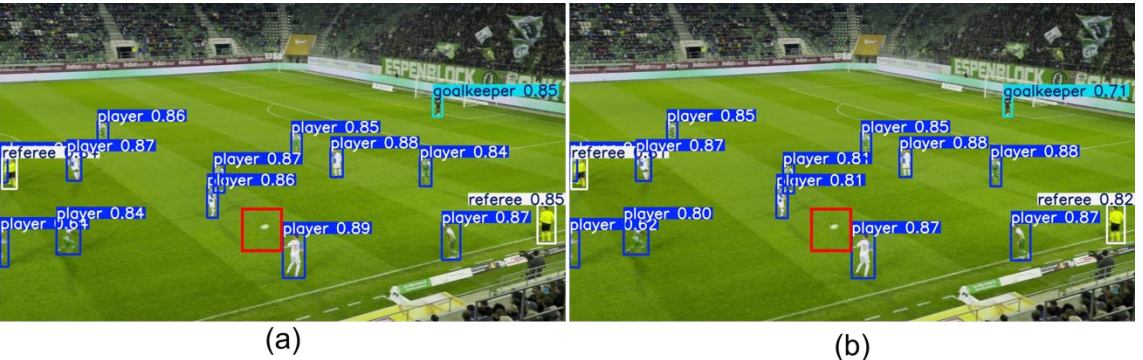 ESPENBLOCK
goalkeeper 0.85
player 0.86
player 0.85
player 0.87
player 0.88
referee
player 0.87
player 0.84
player 0.86
referee 0.85
player 0.84
player 0.64
player 0.87
player 0.89
(a)
ESPENBLOCK
goalkeeper 0.71
player 0.85
player 0.85
player 0.87
player 0.88
referee
player 0.81
player 0.88
player 0.81
referee 0.82
player 0.80
0.62
player 0.87
player 0.87
(b)